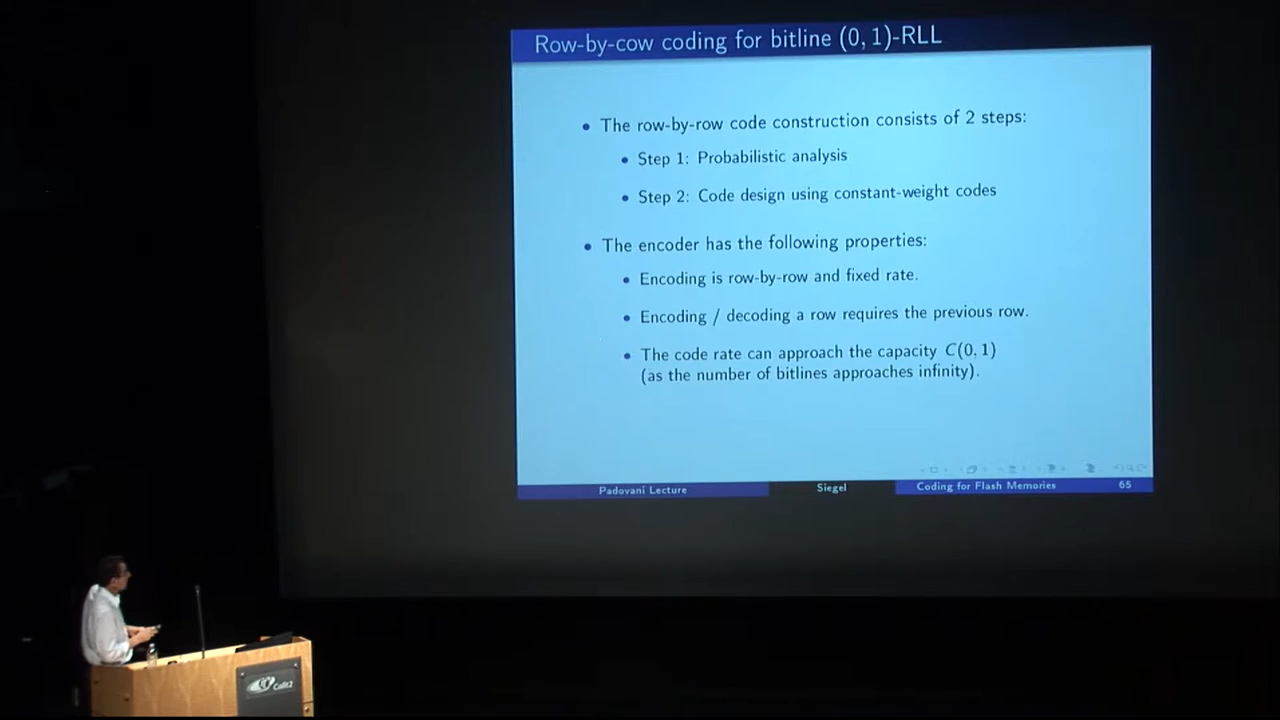 Row-by-cow coding for bitline (0, 1)-RLL
• The row-by-row code construction consists of 2 steps:
• Step 1: Probabilistic analysis
• Step 2: Code design using constant-weight codes
• The encoder has the following properties:
• Encoding is row-by-row and fixed rate.
• Encoding / decoding a row requires the previous row.
• The code rate can approach the capacity C(0, 1)
(as the number of bitlines approaches infinity).
Padovani Lecture
Siegel
Coding for Flash Memories
65
Calit2